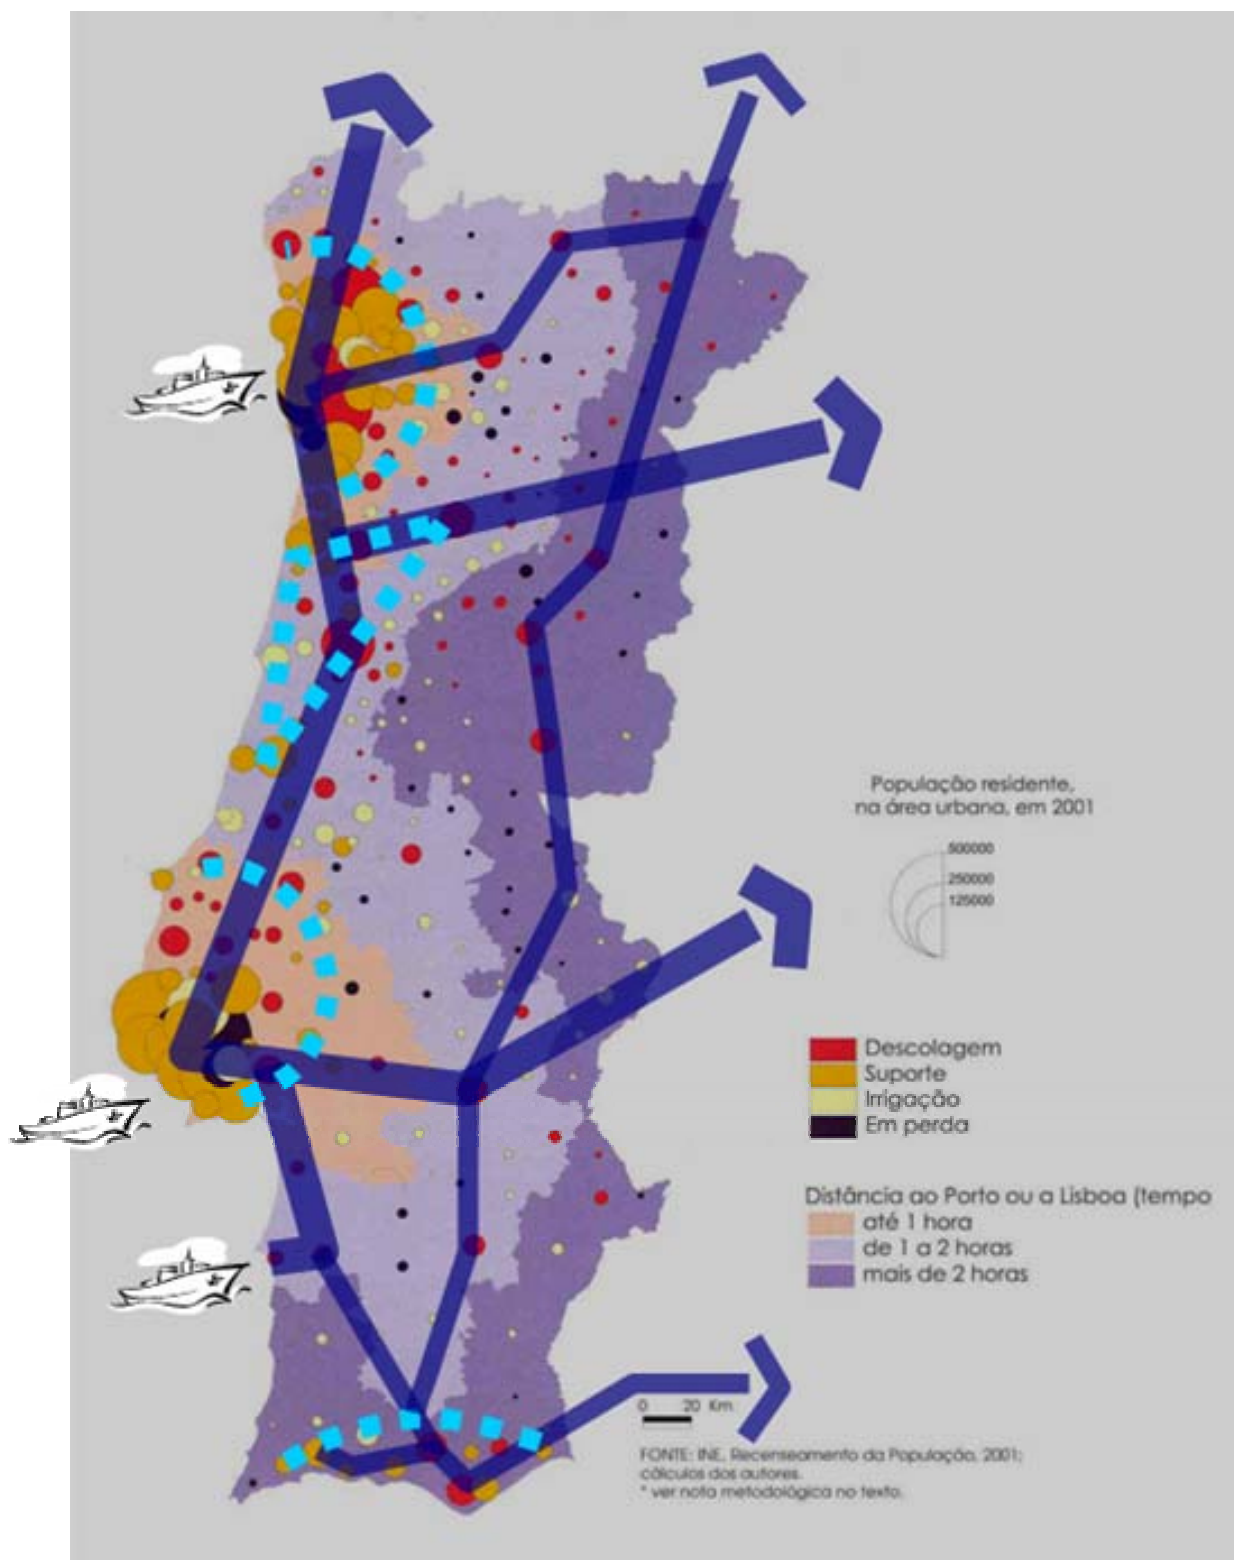 População residente,
na área urbana, em 2001
500000
250000
125000
Descolagem
Suporte
Irrigação
Em perda
Distância ao Porto ou a Lisboa (tempo
até 1 hora
de 1 a 2 horas
mais de 2 horas
0 20 Km
FONTE: INE, Recenseamento da População, 2001;
cálculos dos autores.
* ver nota metodológica no texto.